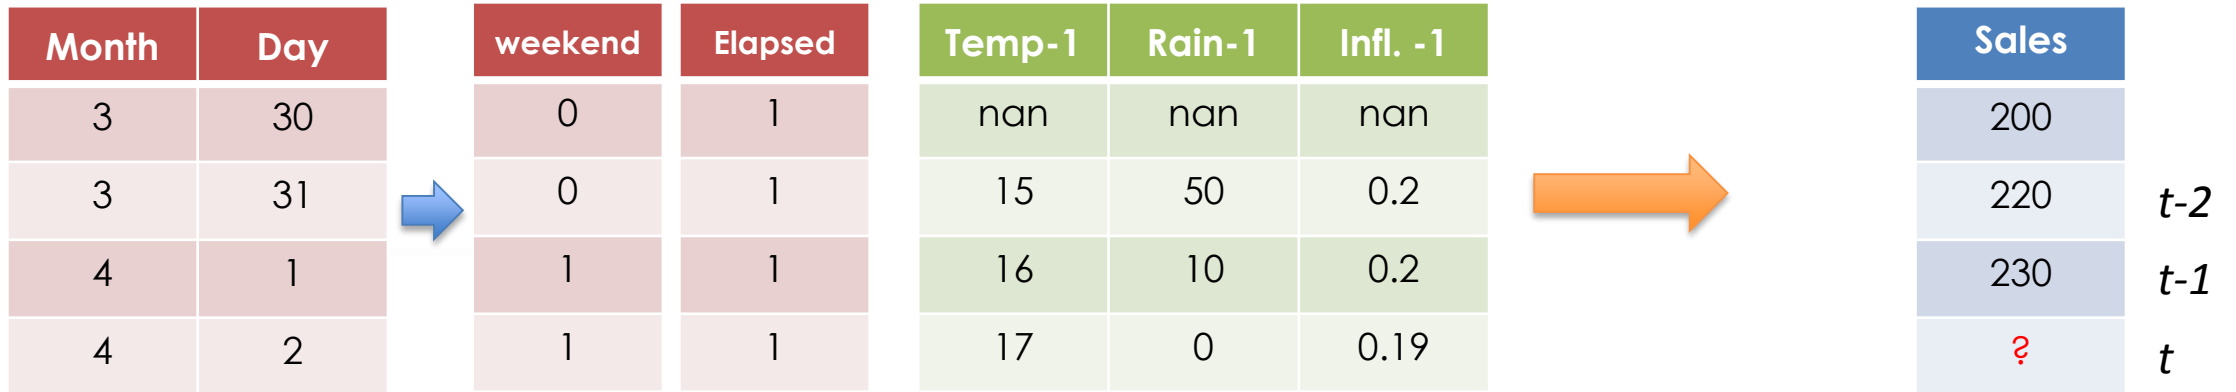 Month Day weekend Elapsed Temp-1 Rain-1 Infl. -1 Sales
3 30 0 1 nan nan nan 200
3 31 0 1 15 50 0.2 220 t-2
4 1 1 1 16 10 0.2 230 t-1
4 2 1 1 17 0 0.19 ? t